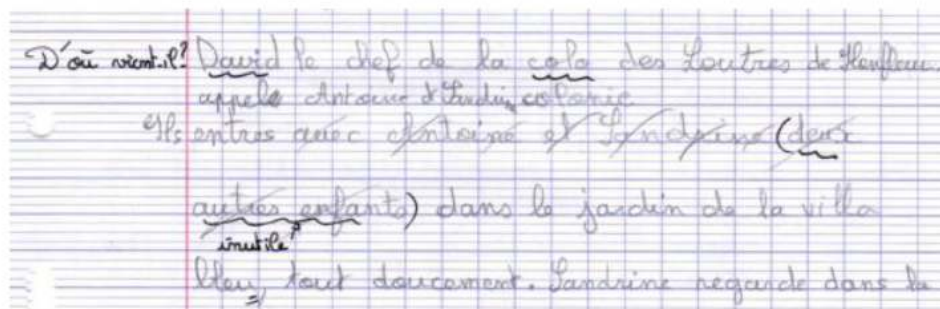 D'où vient-il? David le chef de la colo des Loutres de Honfleur.
appele Antoine et Sandrine colonie
Ils entres avec Antoine et Sandrine (deux
autres enfants) dans le jardin de la villa
inutile
bleu, tout doucement. Sandrine regarde dans la